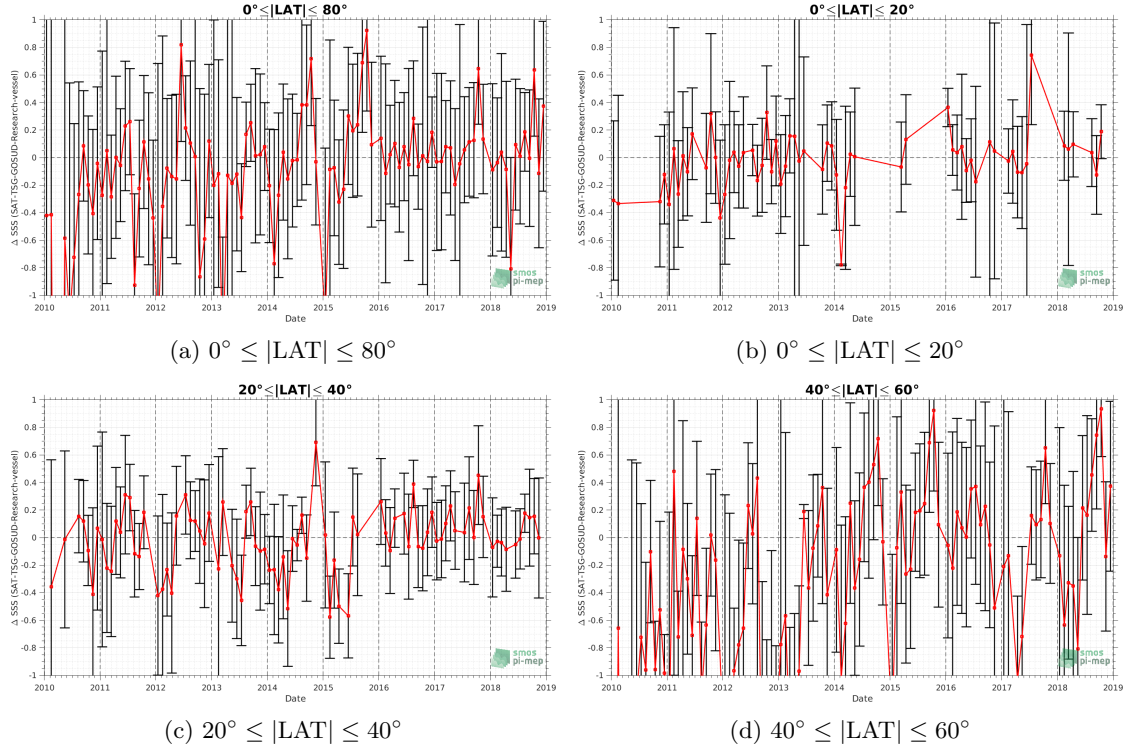 0°≤|LAT|≤ 80°
Δ SSS (SAT-TSG-GOSUD-Research-vessel)
1
0.8
0.6
0.4
0.2
0
-0.2
-0.4
-0.6
-0.8
-1
2010 2011 2012 2013 2014 2015 2016 2017 2018 2019
Date
smos
pi-mep
(a) 0° ≤ |LAT| ≤ 80°
0°≤|LAT|≤ 20°
Δ SSS (SAT-TSG-GOSUD-Research-vessel)
1
0.8
0.6
0.4
0.2
0
-0.2
-0.4
-0.6
-0.8
-1
2010 2011 2012 2013 2014 2015 2016 2017 2018 2019
Date
smos
pi-mep
(b) 0° ≤ |LAT| ≤ 20°
20°≤|LAT|≤ 40°
Δ SSS (SAT-TSG-GOSUD-Research-vessel)
1
0.8
0.6
0.4
0.2
0
-0.2
-0.4
-0.6
-0.8
-1
2010 2011 2012 2013 2014 2015 2016 2017 2018 2019
Date
smos
pi-mep
(c) 20° ≤ |LAT| ≤ 40°
40°≤|LAT|≤ 60°
Δ SSS (SAT-TSG-GOSUD-Research-vessel)
1
0.8
0.6
0.4
0.2
0
-0.2
-0.4
-0.6
-0.8
-1
2010 2011 2012 2013 2014 2015 2016 2017 2018 2019
Date
smos
pi-mep
(d) 40° ≤ |LAT| ≤ 60°